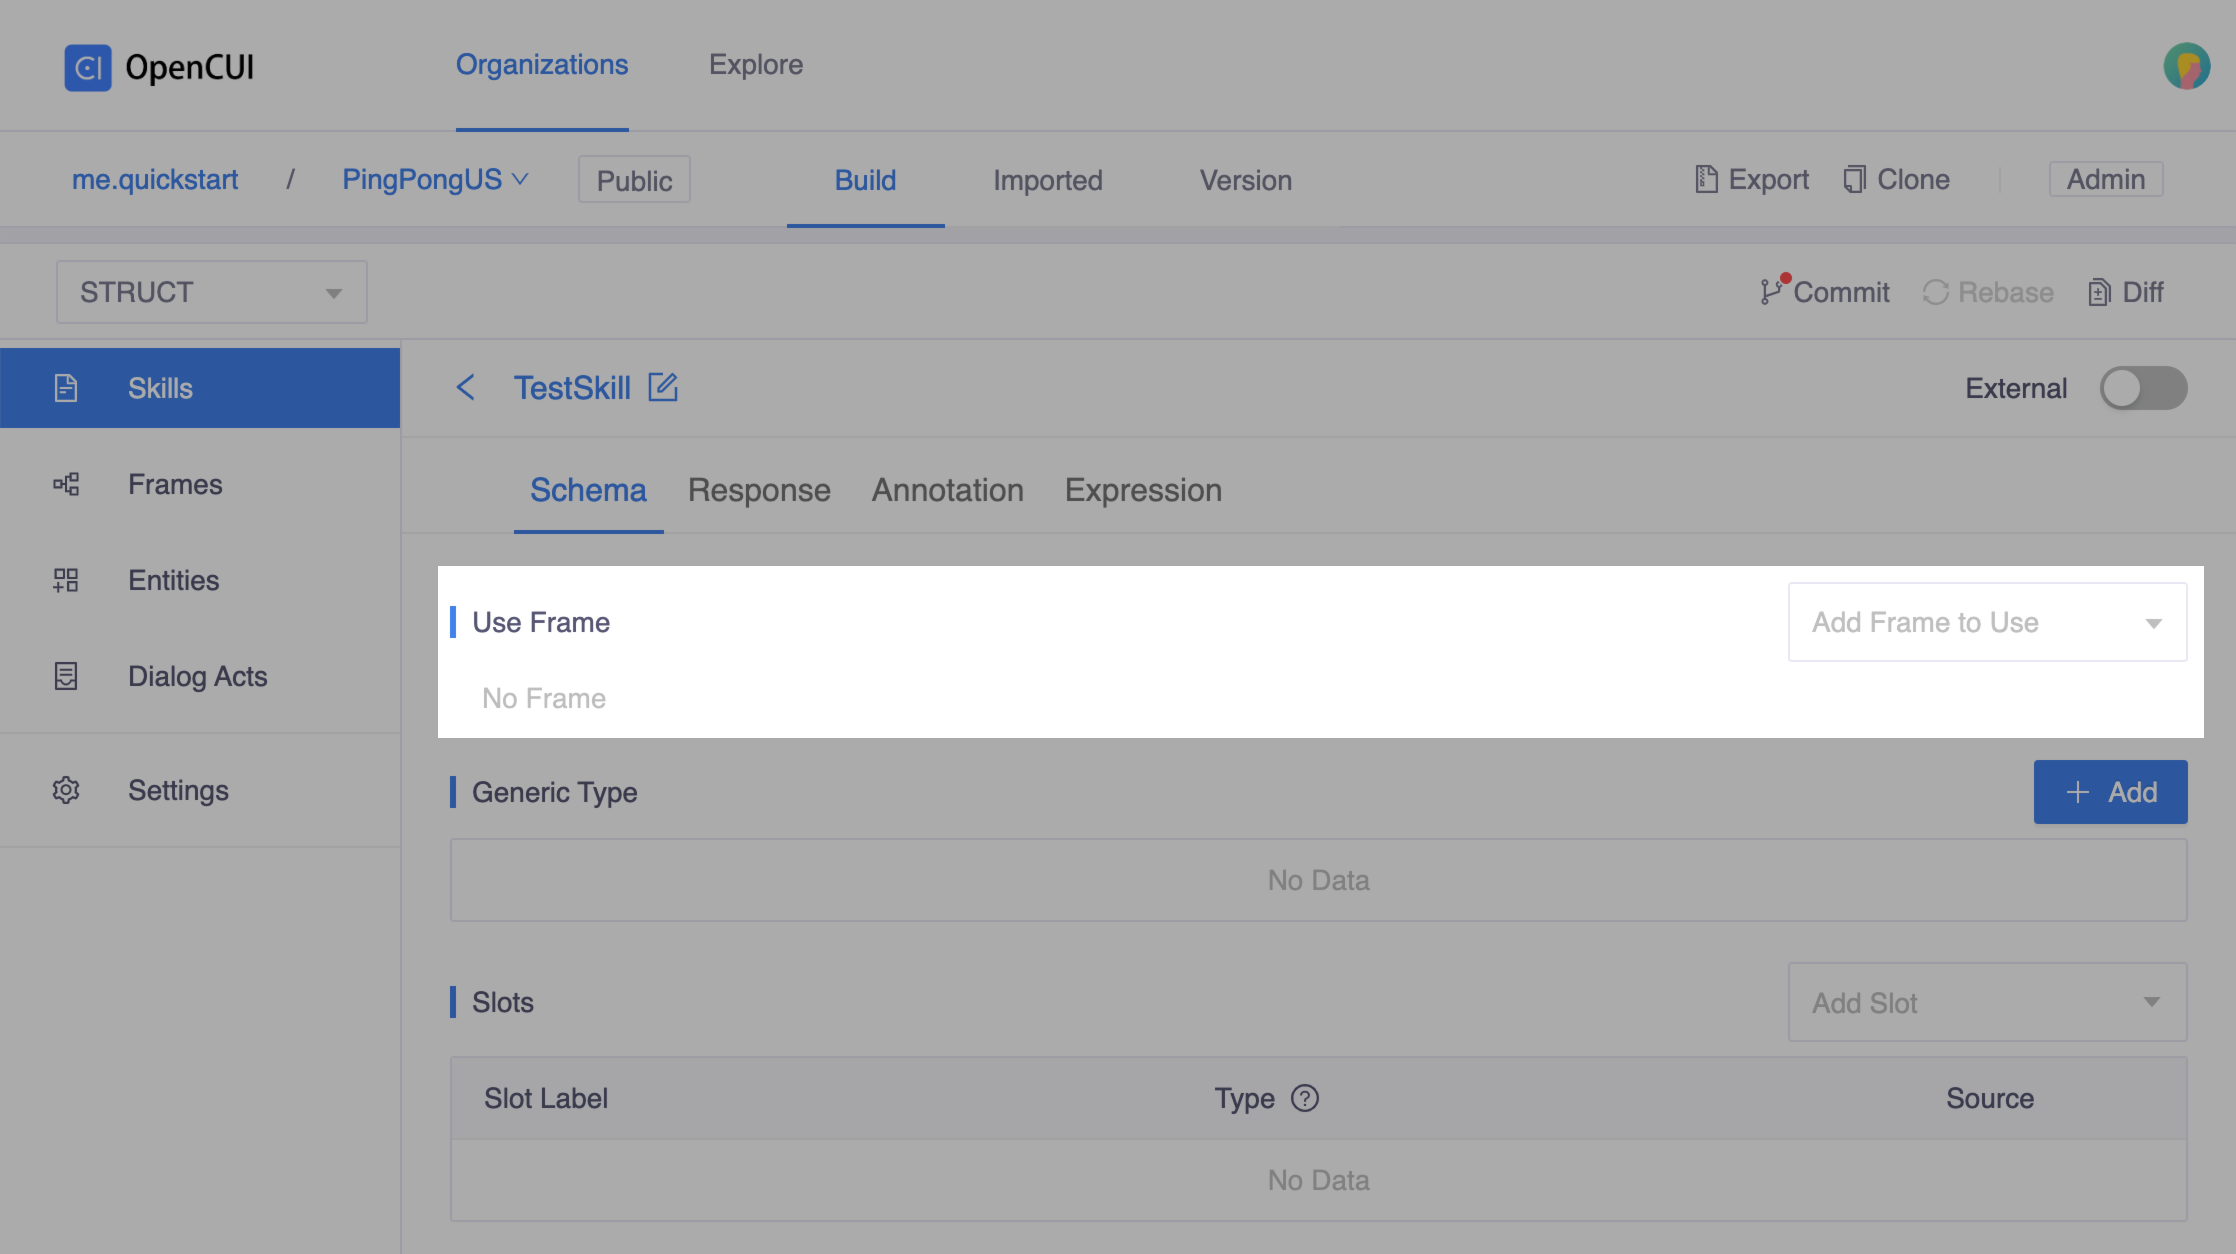 OpenCUI
Organizations
Explore
me.quickstart / PingPongUS
Public
Build
Imported
Version
Export
Clone
Admin
STRUCT
Commit
Rebase
Diff
Skills
Frames
Entities
Dialog Acts
Settings
TestSkill
External
Schema
Response
Annotation
Expression
Use Frame
Add Frame to Use
No Frame
Generic Type
+ Add
No Data
Slots
Add Slot
Slot Label
Type ?
Source
No Data